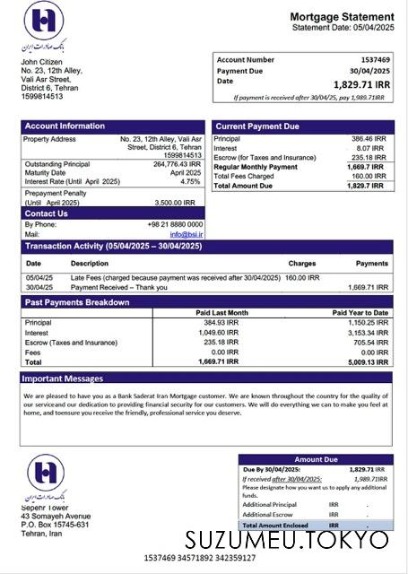 Mortgage Statement
Statement Date: 05/04/2025
بانک صادرات ایران
John Citizen
No. 23, 12th Alley,
Vali Asr Street,
District 6, Tehran
1599814513
Account Number 1537469
Payment Due 30/04/2025
Date
1,829.71 IRR
If payment is received after 30/04/25, pay 1,989.71IRR
Account Information
Property Address No. 23, 12th Alley, Vali Asr
Street, District 6, Tehran
1599814513
Outstanding Principal 264,776.43 IRR
Maturity Date April 2025
Interest Rate (Until April 2025) 4.75%
Prepayment Penalty
(Until April 2025) 3,500.00 IRR
Contact Us
By Phone: +98 21 8880 0000
Mail: info@bsi.ir
Current Payment Due
Principal 386.46 IRR
Interest 8.07 IRR
Escrow (for Taxes and Insurance) 235.18 IRR
Regular Monthly Payment 1,669.7 IRR
Total Fees Charged 160.00 IRR
Total Amount Due 1,829.7 IRR
Transaction Activity (05/04/2025 – 30/04/2025)
Date Description Charges Payments
05/04/25 Late Fees (charged because payment was received after 30/04/2025) 160.00 IRR
30/04/25 Payment Received – Thank you 1,669.71 IRR
Past Payments Breakdown
Paid Last Month Paid Year to Date
Principal 384.93 IRR 1,150.25 IRR
Interest 1,049.60 IRR 3,153.34 IRR
Escrow (Taxes and Insurance) 235.18 IRR 705.54 IRR
Fees 0.00 IRR 0.00 IRR
Total 1,669.71 IRR 5,009.13 IRR
Important Messages
We are pleased to have you as a Bank Saderat Iran Mortgage customer. We are known throughout the country for the quality of
our serviceand our dedication to providing financial security for our customers. We will do everything we can to make you feel at
home, and toensure you receive the friendly, professional service you deserve.
بانک صادرات ایران
Sepehr Tower
43 Somayeh Avenue
P.O. Box 15745-631
Tehran, Iran
Amount Due
Due By 30/04/2025: 1,829.71 IRR
If received after 30/04/2025: 1,989.71IRR
Please designate how you want us to apply any additional
funds.
Additional Principal IRR .
Additional Escrow IRR .
Total Amount Enclosed IRR .
SUZUMEU.TOKYO
1537469 34571892 342359127